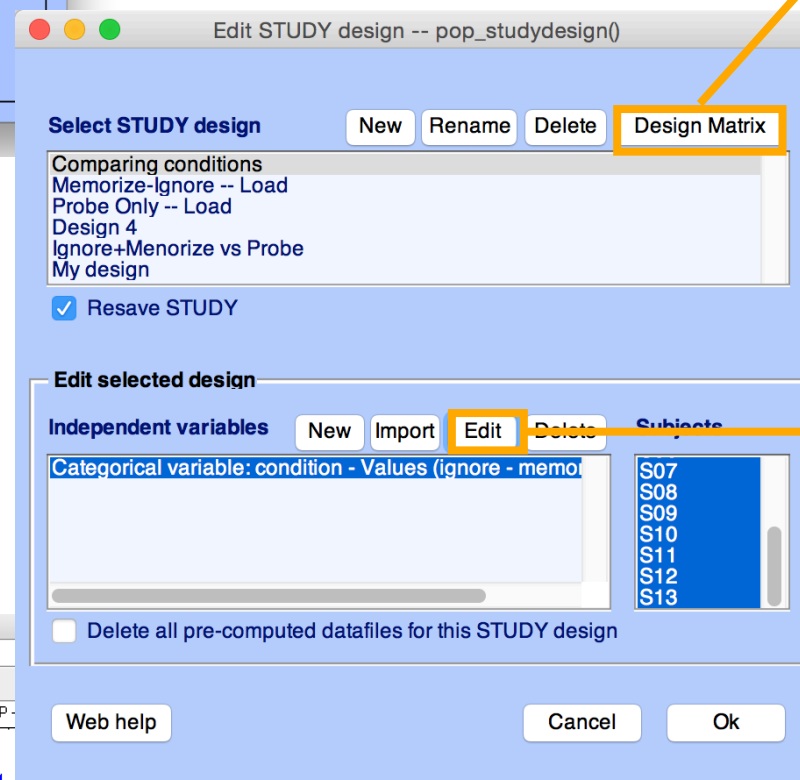 Edit STUDY design -- pop_studydesign()
Select STUDY design
New
Rename
Delete
Design Matrix
Comparing conditions
Memorize-Ignore -- Load
Probe Only -- Load
Design 4
Ignore+Menorize vs Probe
My design
Resave STUDY
Edit selected design
Independent variables
New
Import
Edit
Delete
Subjects
Categorical variable: condition - Values (ignore - memor
S07
S08
S09
S10
S11
S12
S13
Delete all pre-computed datafiles for this STUDY design
Web help
Cancel
Ok